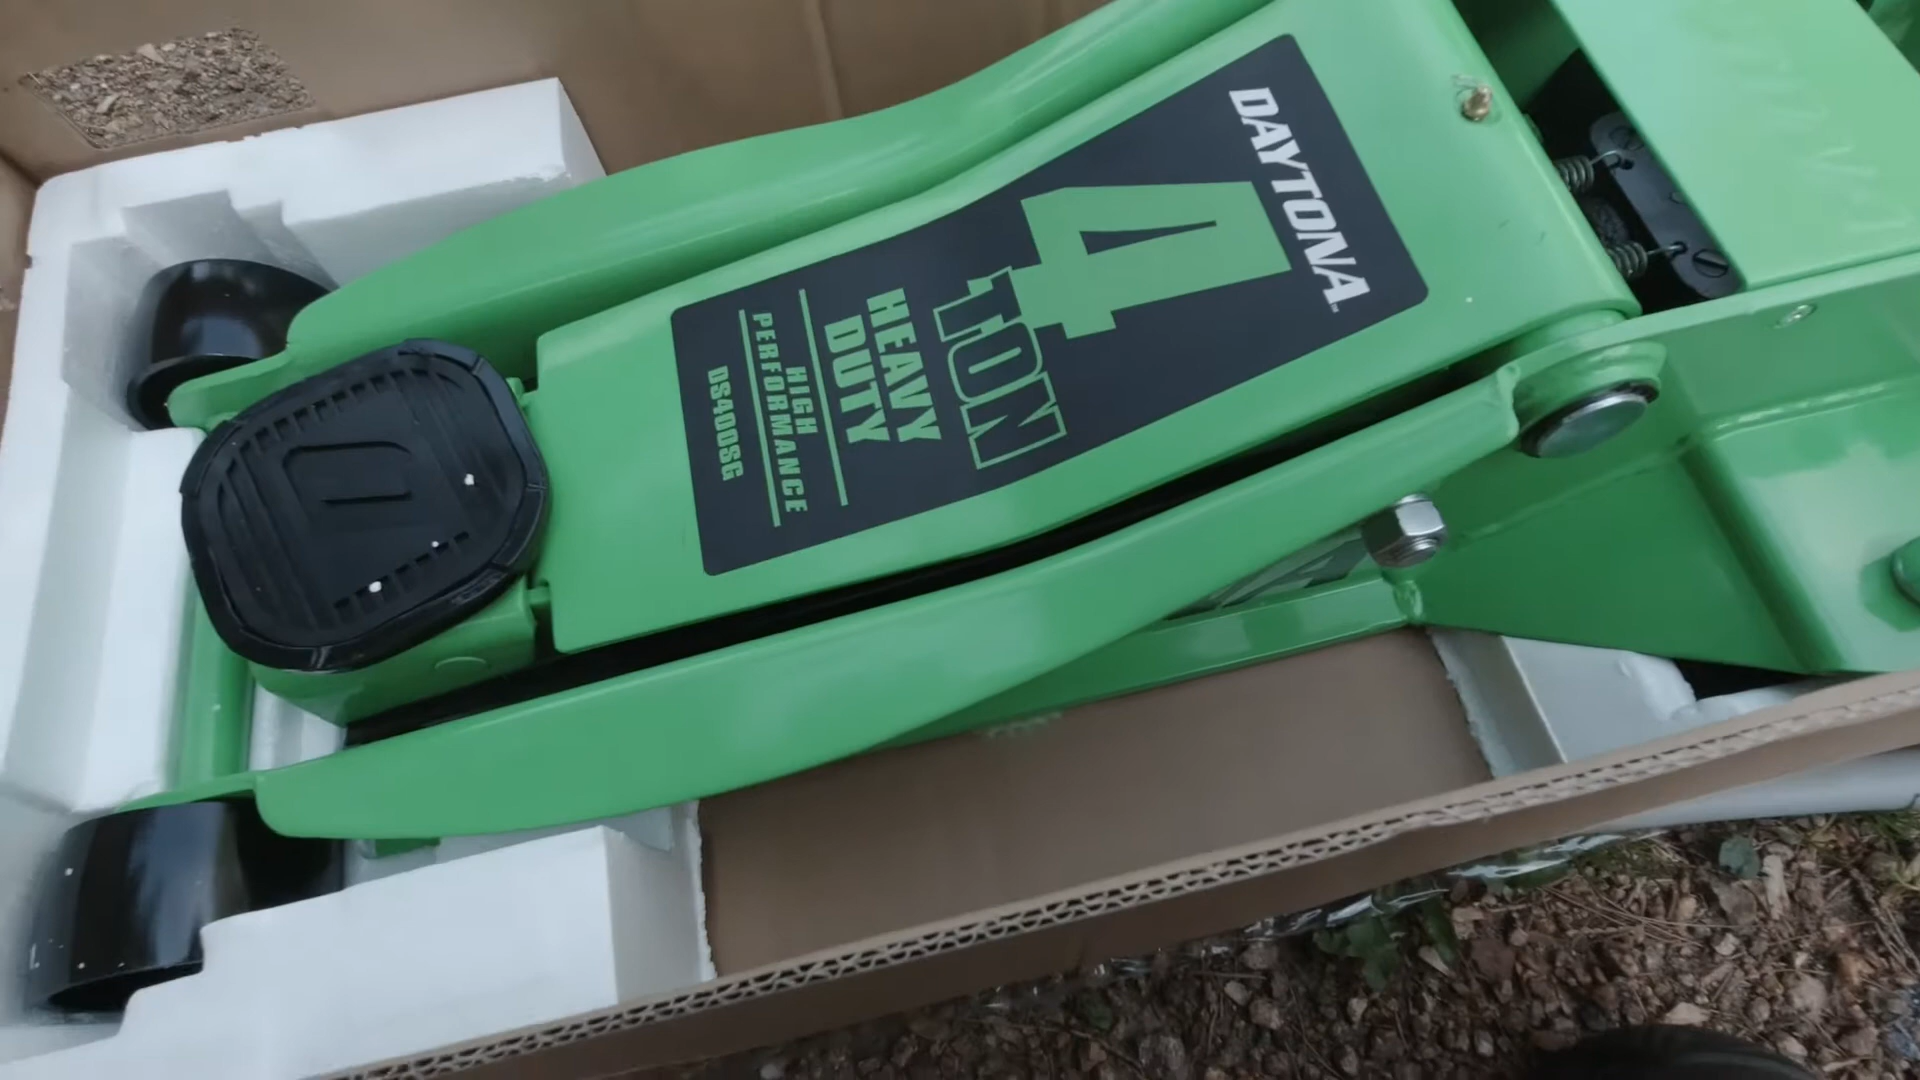 DAYTONA
4
TON
HEAVY
DUTY
HIGH
PERFORMANCE
DS400SG